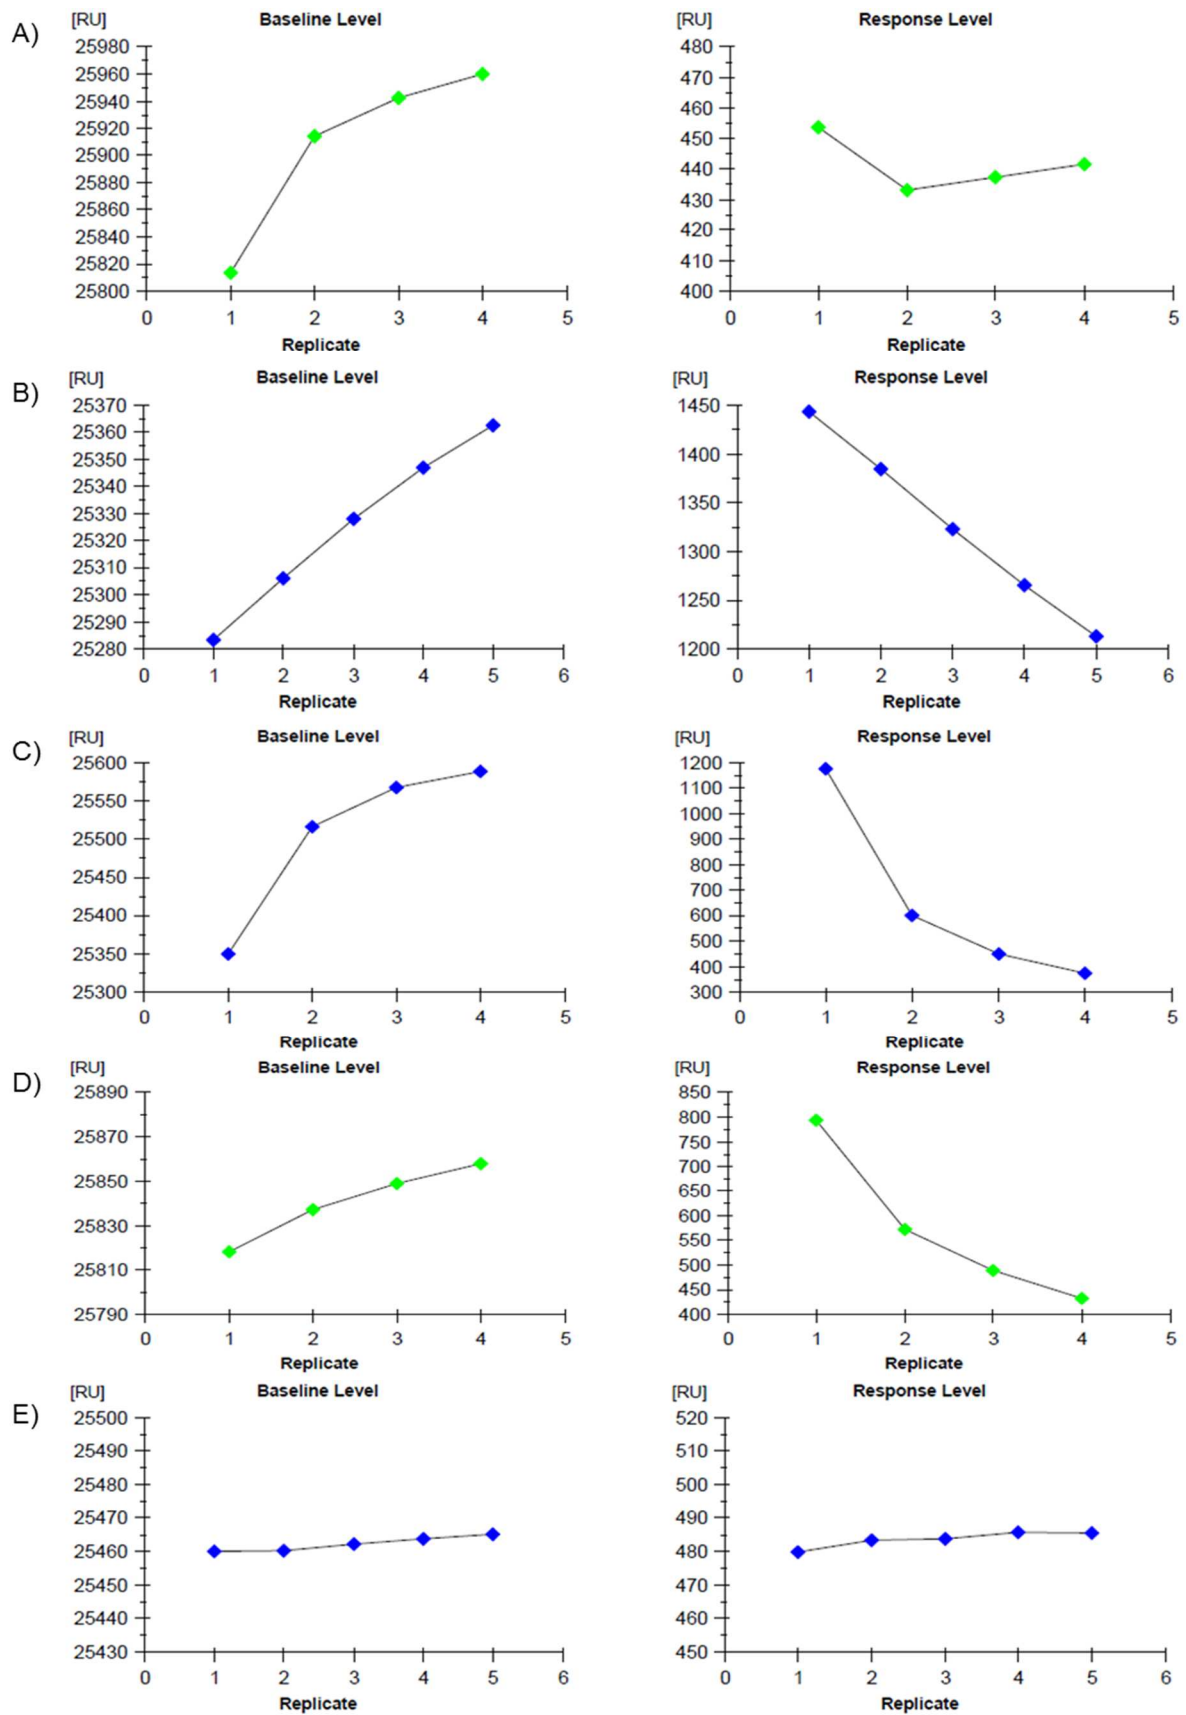 A)
[RU] Baseline Level
25980
25960
25940
25920
25900
25880
25860
25840
25820
25800
0 1 2 3 4 5
Replicate
[RU] Response Level
480
470
460
450
440
430
420
410
400
0 1 2 3 4 5
Replicate
B)
[RU] Baseline Level
25370
25360
25350
25340
25330
25320
25310
25300
25290
25280
0 1 2 3 4 5 6
Replicate
[RU] Response Level
1450
1400
1350
1300
1250
1200
0 1 2 3 4 5 6
Replicate
C)
[RU] Baseline Level
25600
25550
25500
25450
25400
25350
25300
0 1 2 3 4 5
Replicate
[RU] Response Level
1200
1100
1000
900
800
700
600
500
400
300
0 1 2 3 4 5
Replicate
D)
[RU] Baseline Level
25890
25870
25850
25830
25810
25790
0 1 2 3 4 5
Replicate
[RU] Response Level
850
800
750
700
650
600
550
500
450
400
0 1 2 3 4 5
Replicate
E)
[RU] Baseline Level
25500
25490
25480
25470
25460
25450
25440
25430
0 1 2 3 4 5 6
Replicate
[RU] Response Level
520
510
500
490
480
470
460
450
0 1 2 3 4 5 6
Replicate